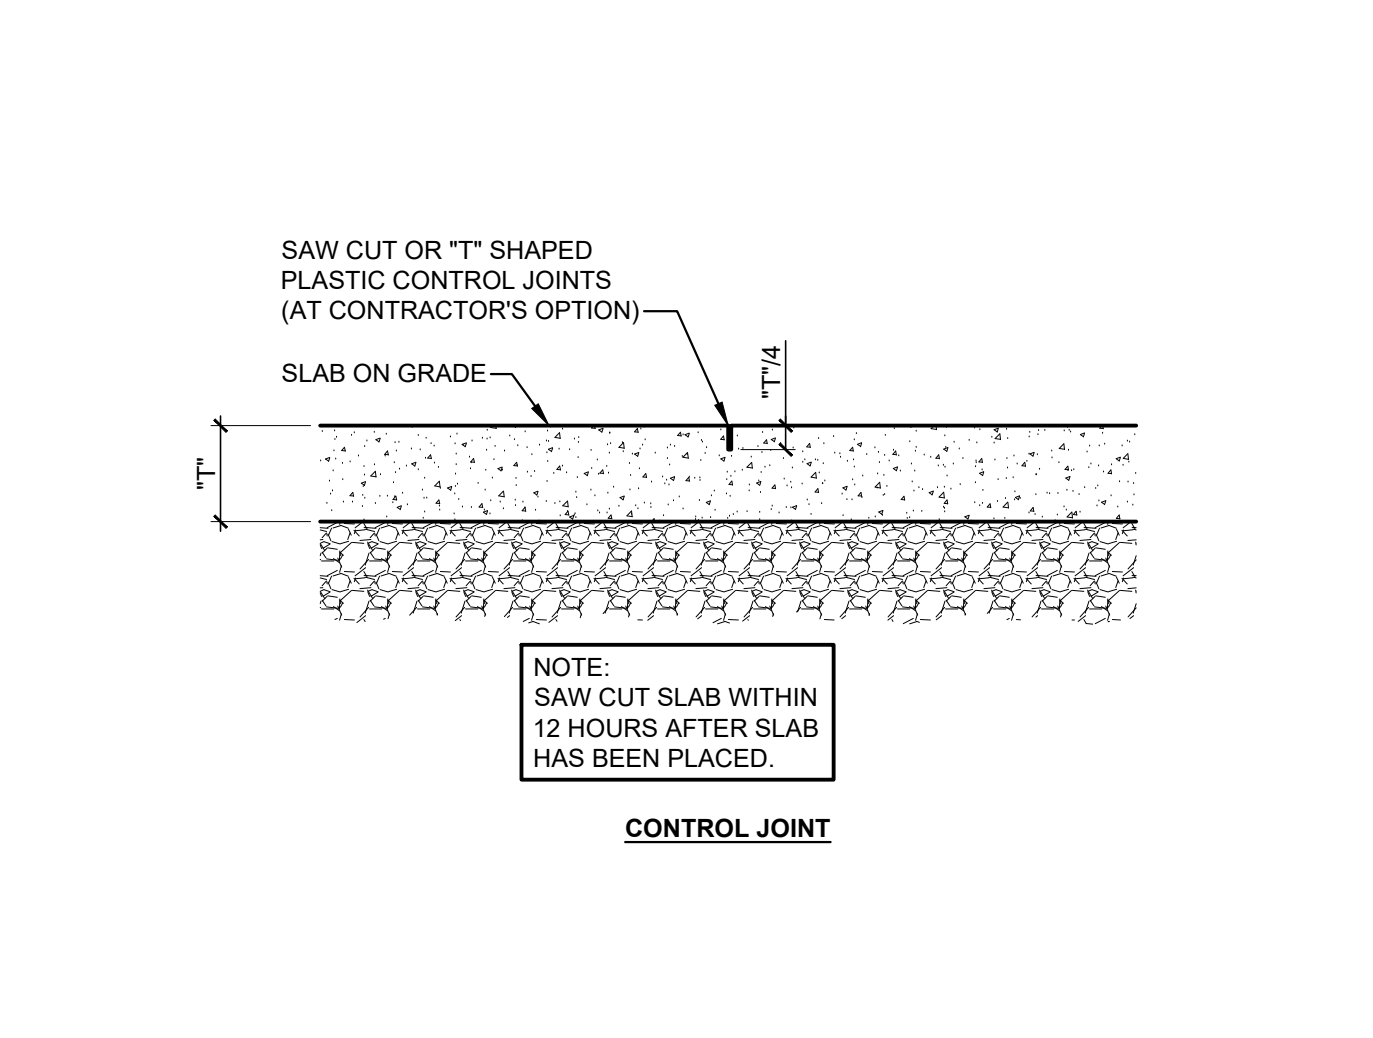 SAW CUT OR "T" SHAPED
PLASTIC CONTROL JOINTS
(AT CONTRACTOR'S OPTION)
SLAB ON GRADE
"T"/4
"T"
NOTE:
SAW CUT SLAB WITHIN
12 HOURS AFTER SLAB
HAS BEEN PLACED.
CONTROL JOINT